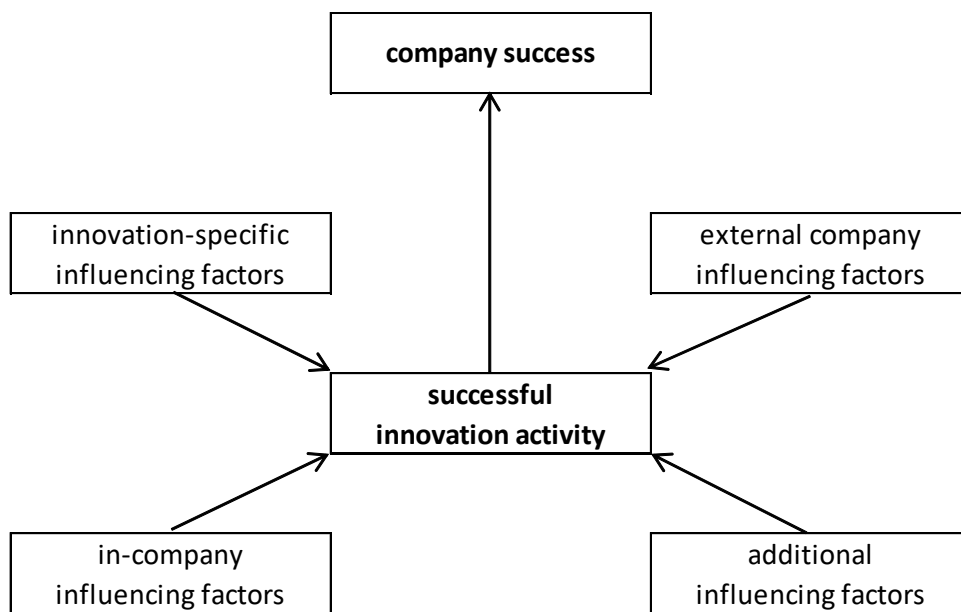 company success
innovation-specific
influencing factors
external company
influencing factors
successful
innovation activity
in-company
influencing factors
additional
influencing factors